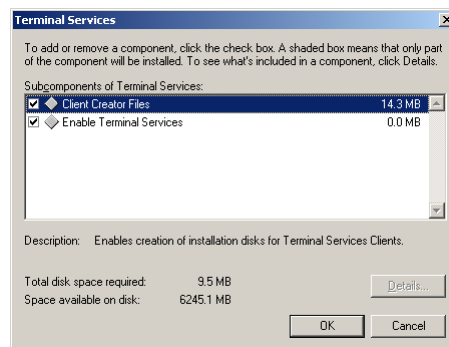 Terminal Services
To add or remove a component, click the check box. A shaded box means that only part
of the component will be installed. To see what's included in a component, click Details.
Subcomponents of Terminal Services:
Client Creator Files 14.3 MB
Enable Terminal Services 0.0 MB
Description: Enables creation of installation disks for Terminal Services Clients.
Total disk space required: 9.5 MB
Details...
Space available on disk: 6245.1 MB
OK Cancel